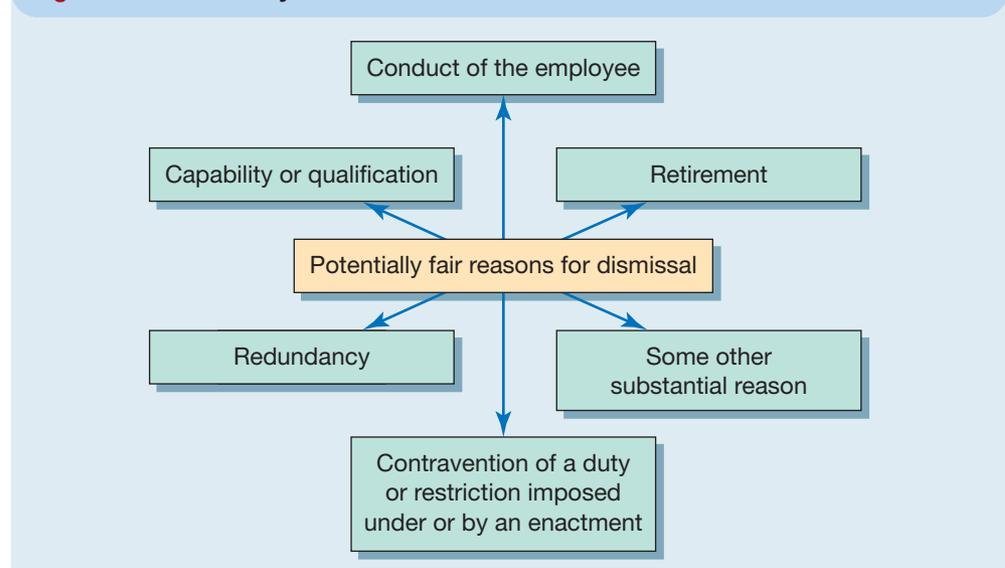 Conduct of the employee
Capability or qualification
Retirement
Potentially fair reasons for dismissal
Redundancy
Some other
substantial reason
Contravention of a duty
or restriction imposed
under or by an enactment